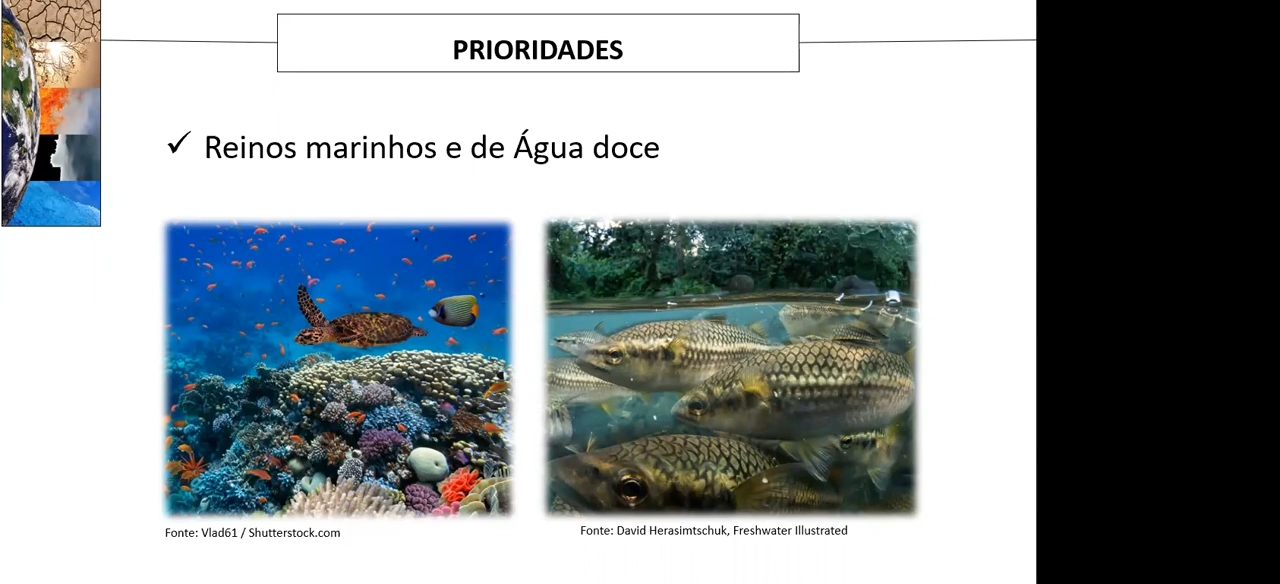 PRIORIDADES
✓ Reinos marinhos e de Água doce
Fonte: Vlad61 / Shutterstock.com
Fonte: David Herasimtschuk, Freshwater Illustrated